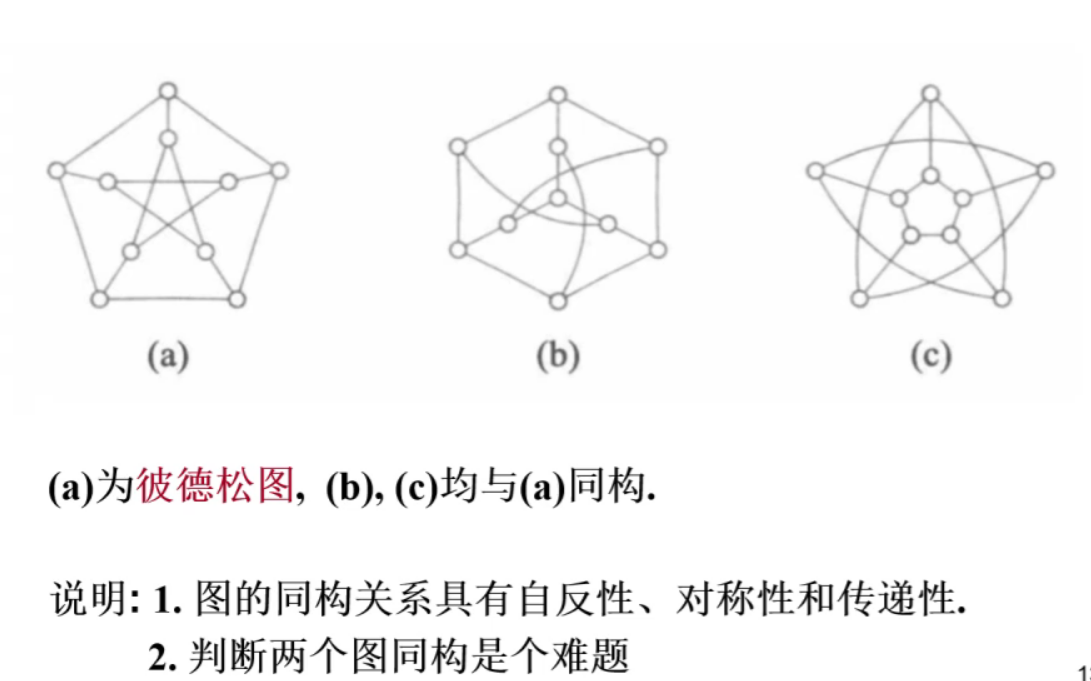 (a) (b) (c)
(a)为彼德松图, (b), (c)均与(a)同构.
说明: 1. 图的同构关系具有自反性、对称性和传递性.
2. 判断两个图同构是个难题